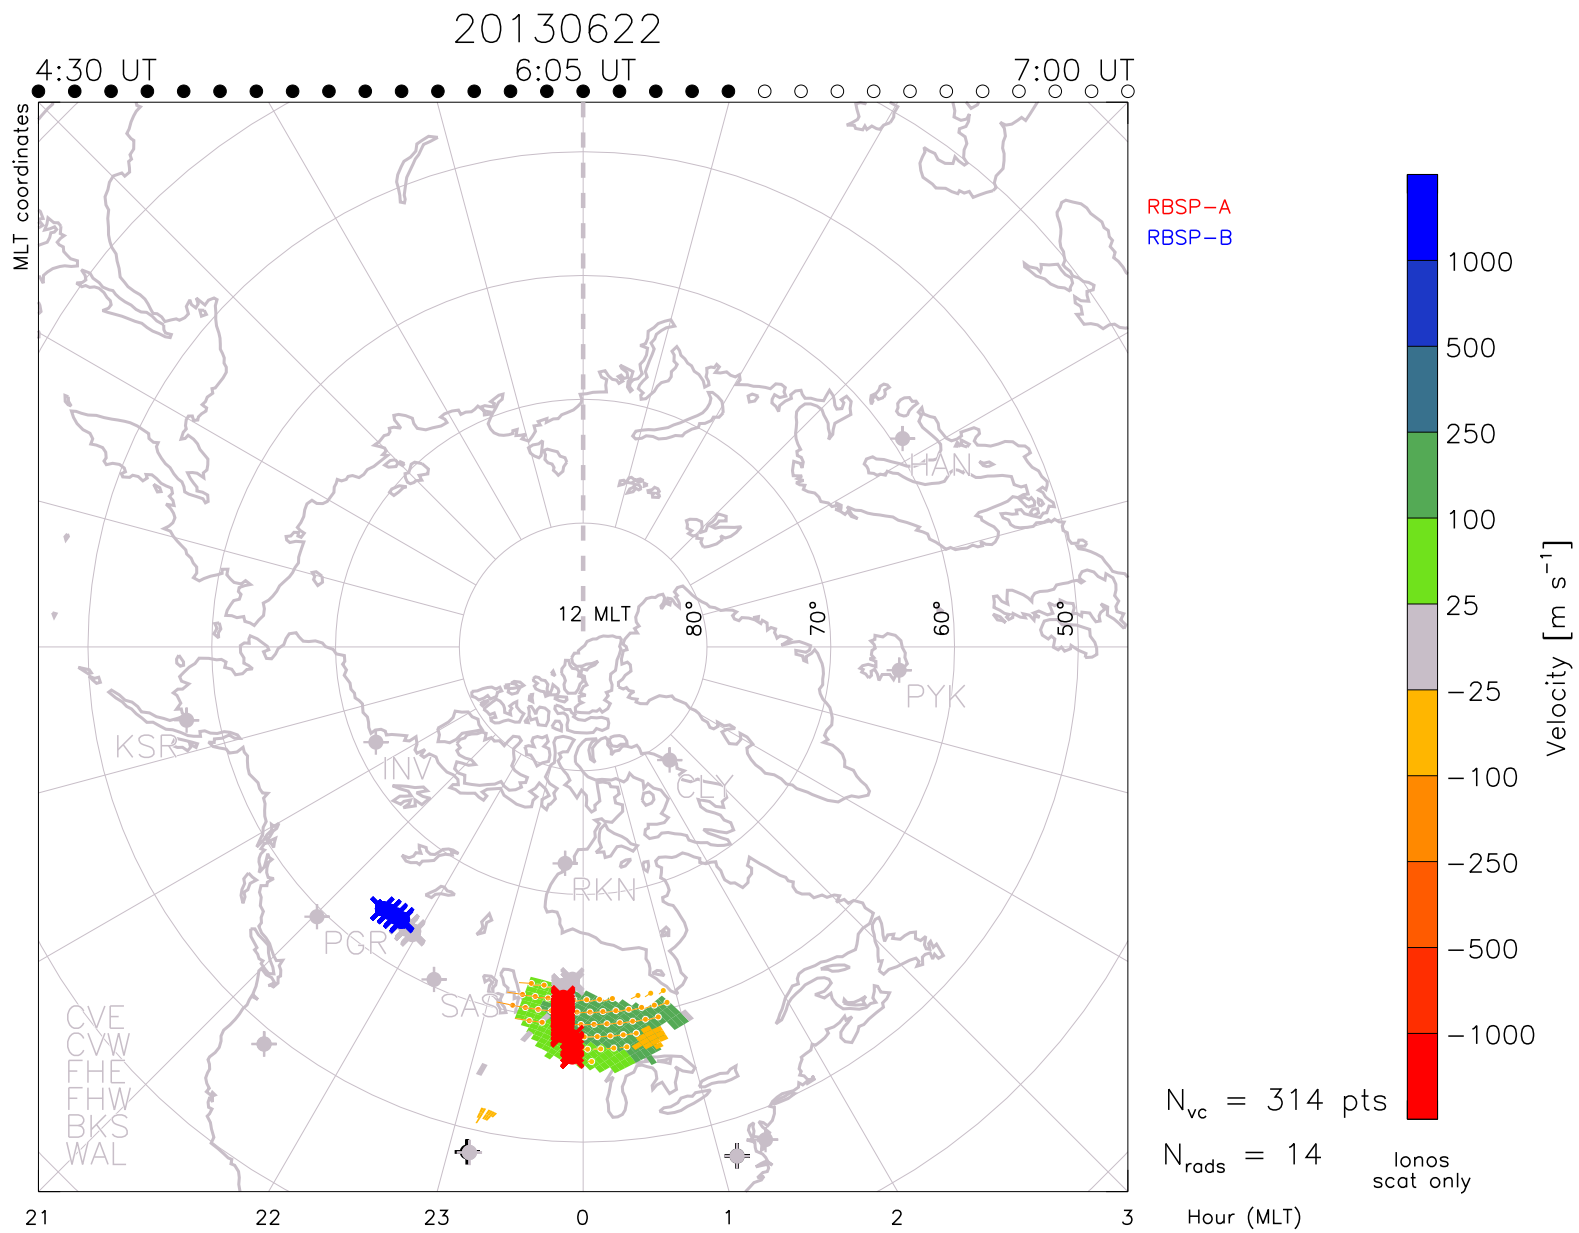 20130622
4:30 UT 6:05 UT 7:00 UT
MLT coordinates
RBSP-A
RBSP-B
1000
500
250
100
25
-25
-100
-250
-500
-1000
Velocity [m s⁻¹]
12 MLT 80° 70° 60° 50°
HAN
PYK
KSR
INV
CLY
RKN
PGR
SAS
CVE
CVW
FHE
FHW
BKS
WAL
Nvc = 314 pts
Nrads = 14
Ionos
scat only
21 22 23 0 1 2 3 Hour (MLT)